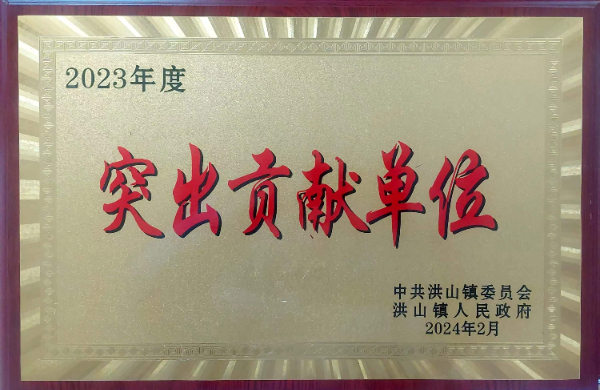 2023年度
突出贡献单位
中共洪山镇委员会
洪山镇人民政府
2024年2月